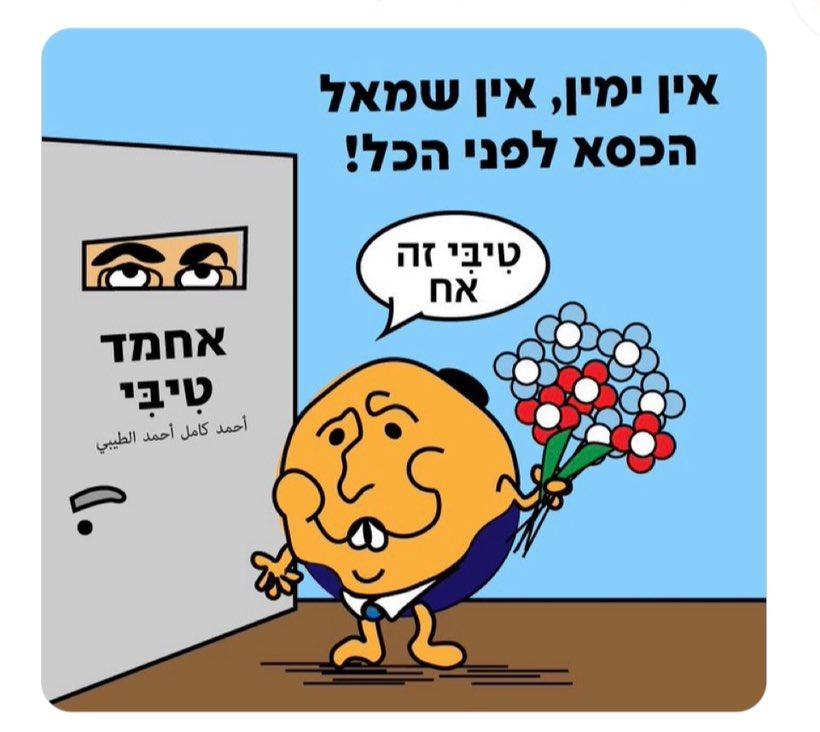 אין ימין, אין שמאל
הכסא לפני הכל!
טִיבִּי זה
אח
אחמד
טִיבִּי
أحمد كامل أحمد الطيبي